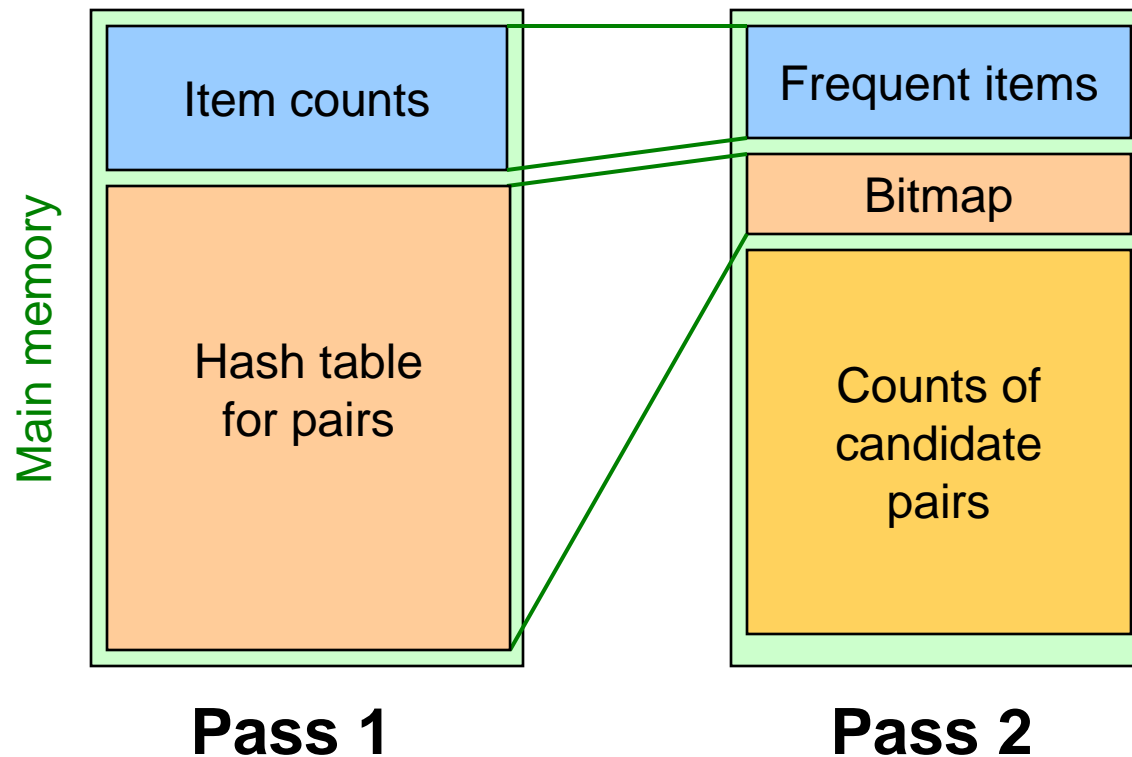 Main memory
Item counts
Hash table
for pairs
Pass 1
Frequent items
Bitmap
Counts of
candidate
pairs
Pass 2